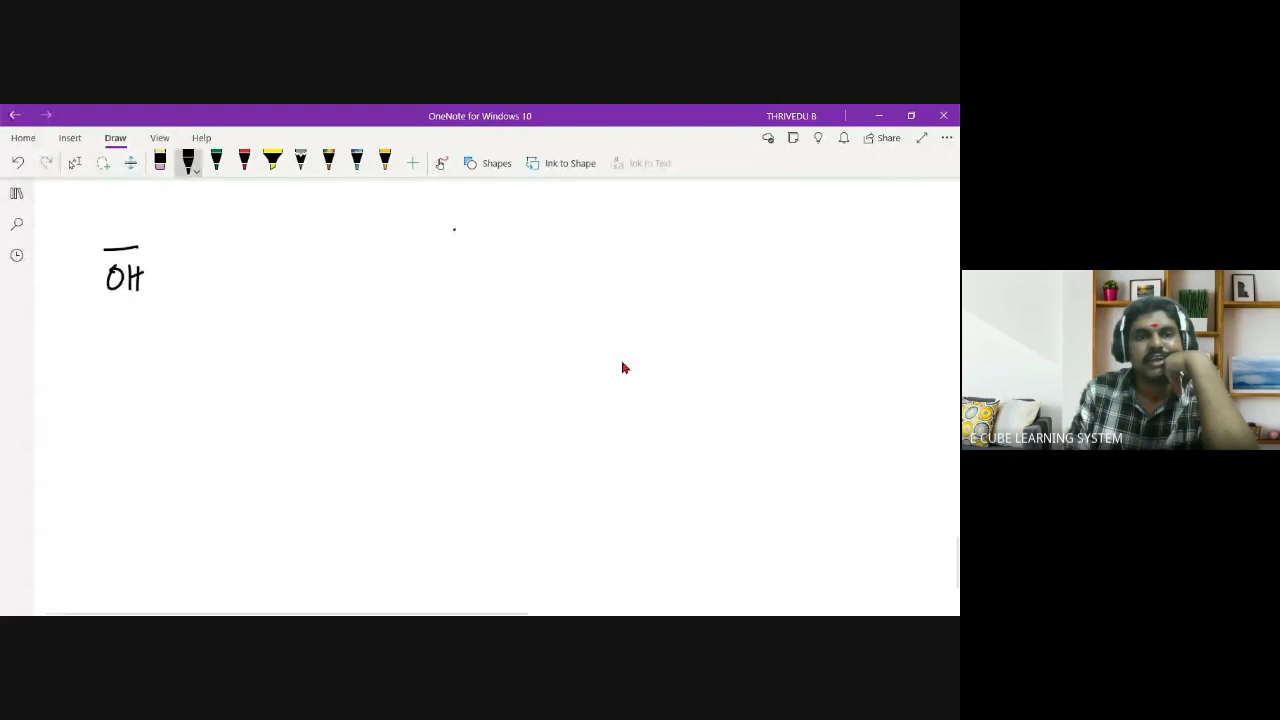 OneNote for Windows 10
THRIVEDU B
Home Insert Draw View Help
Share
Shapes Ink to Shape Ink to Text
OH
E CUBE LEARNING SYSTEM